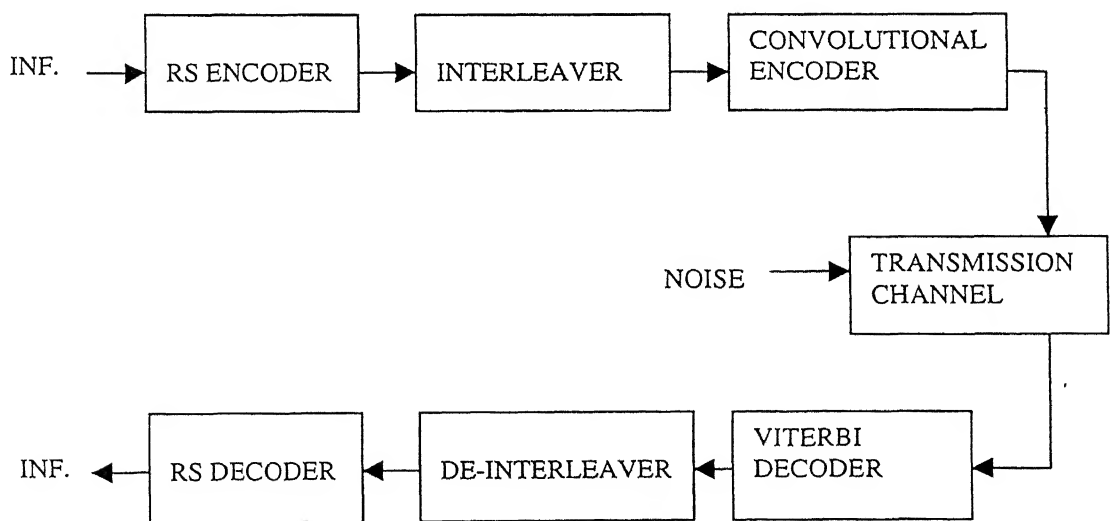 INF.
RS ENCODER
INTERLEAVER
CONVOLUTIONAL
ENCODER
NOISE
TRANSMISSION
CHANNEL
INF.
RS DECODER
DE-INTERLEAVER
VITERBI
DECODER